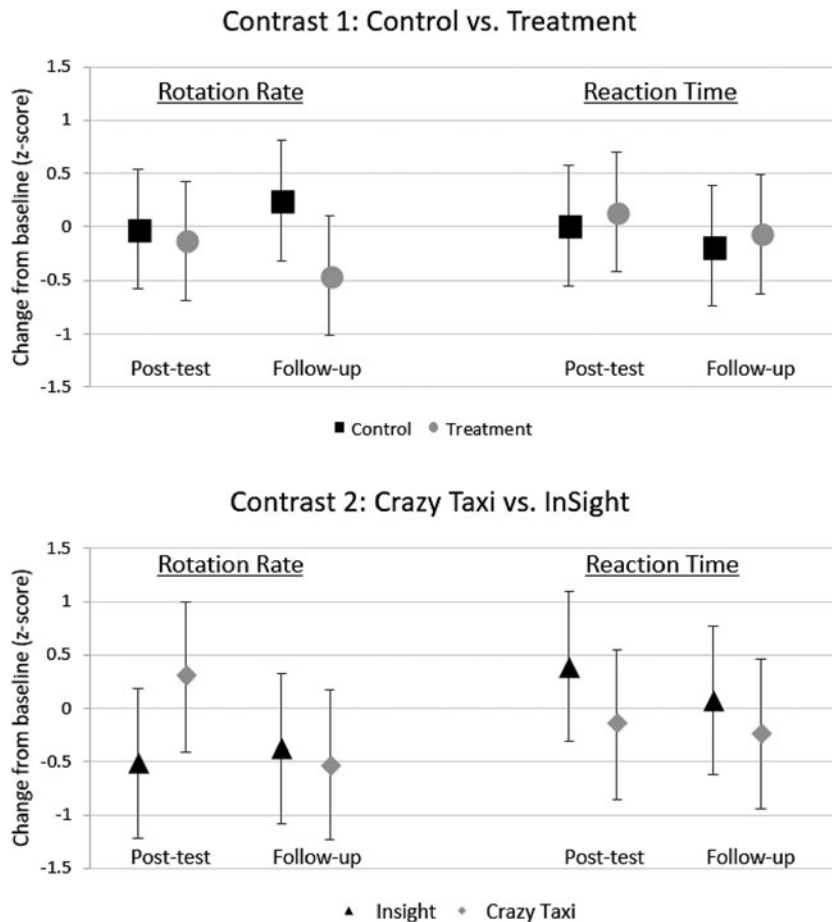 Contrast 1: Control vs. Treatment
Change from baseline (z-score)
1.5
1
0.5
0
-0.5
-1
-1.5
Rotation Rate Reaction Time
Post-test Follow-up Post-test Follow-up
Control Treatment
Contrast 2: Crazy Taxi vs. InSight
Change from baseline (z-score)
1.5
1
0.5
0
-0.5
-1
-1.5
Rotation Rate Reaction Time
Post-test Follow-up Post-test Follow-up
Insight Crazy Taxi